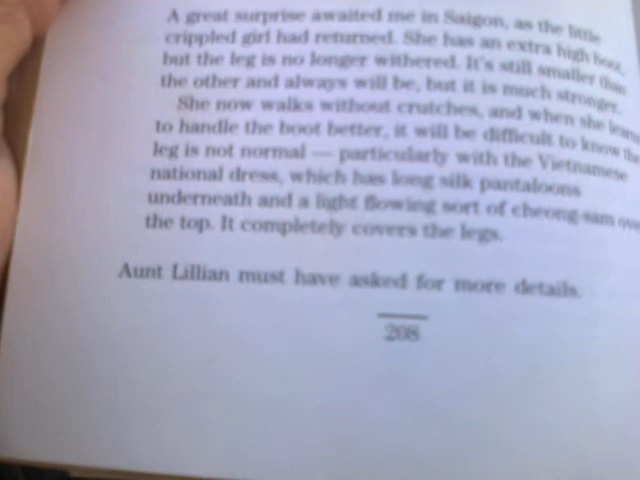 A great surprise awaited me in Saigon, as the little
crippled girl had returned. She has an extra high boot,
but the leg is no longer withered. It's still smaller than
the other and always will be, but it is much stronger.
She now walks without crutches, and when she learns
to handle the boot better, it will be difficult to know the
leg is not normal — particularly with the Vietnamese
national dress, which has long silk pantaloons
underneath and a light flowing sort of cheong-sam over
the top. It completely covers the legs.
Aunt Lillian must have asked for more details.
208